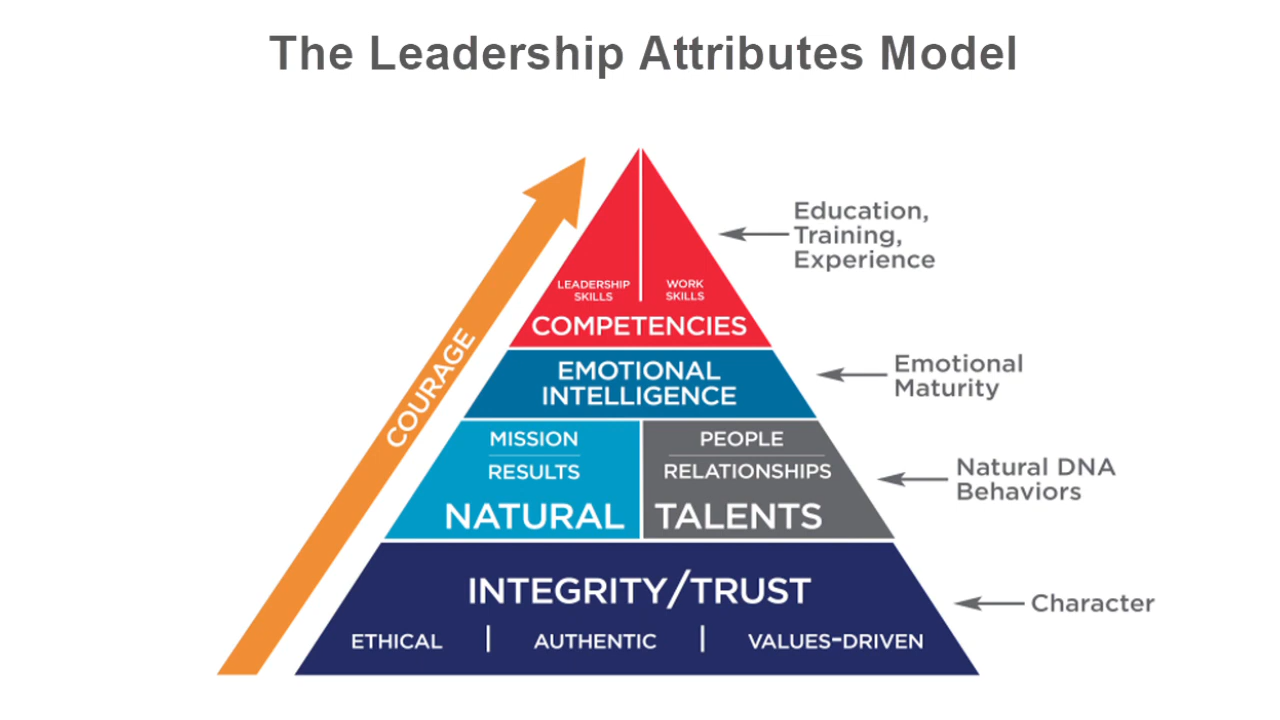 The Leadership Attributes Model
COURAGE
LEADERSHIP
SKILLS
WORK
SKILLS
COMPETENCIES
Education,
Training,
Experience
EMOTIONAL
INTELLIGENCE
Emotional
Maturity
MISSION
RESULTS
PEOPLE
RELATIONSHIPS
NATURAL TALENTS
Natural DNA
Behaviors
INTEGRITY/TRUST
ETHICAL | AUTHENTIC | VALUES-DRIVEN
Character